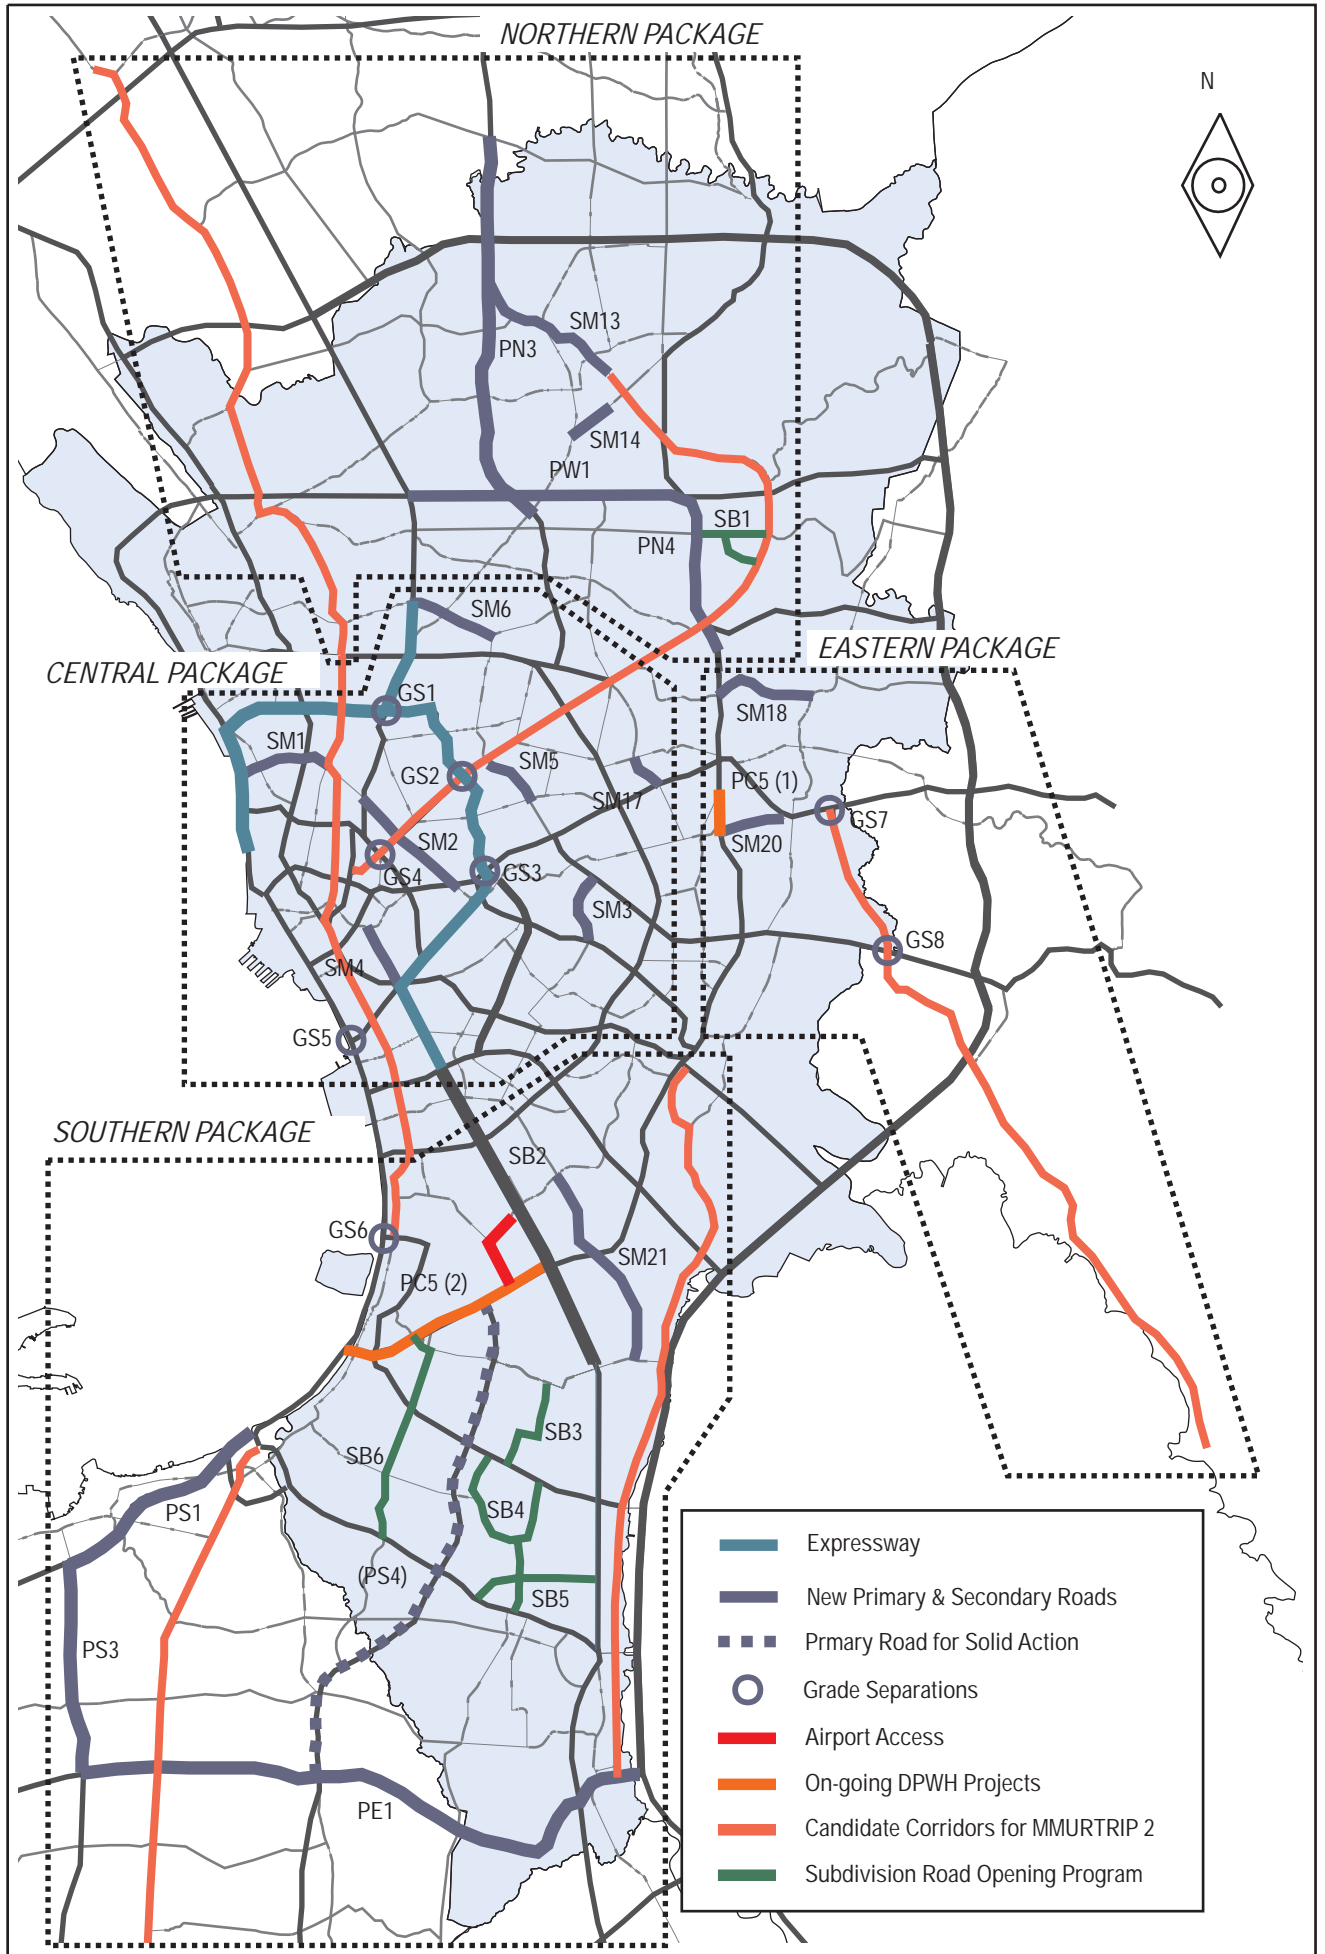 NORTHERN PACKAGE
N
SM13
PN3
SM14
PW1
SB1
PN4
SM6
EASTERN PACKAGE
CENTRAL PACKAGE
GS1
SM18
SM1
GS2
SM5
PC5 (1)
SM17
GS7
SM2
SM20
GS4
GS3
SM3
GS8
SM4
GS5
SOUTHERN PACKAGE
SB2
GS6
SM21
PC5 (2)
SB3
SB6
SB4
PS1
(PS4)
SB5
PS3
PE1
Expressway
New Primary & Secondary Roads
Prmary Road for Solid Action
Grade Separations
Airport Access
On-going DPWH Projects
Candidate Corridors for MMURTRIP 2
Subdivision Road Opening Program